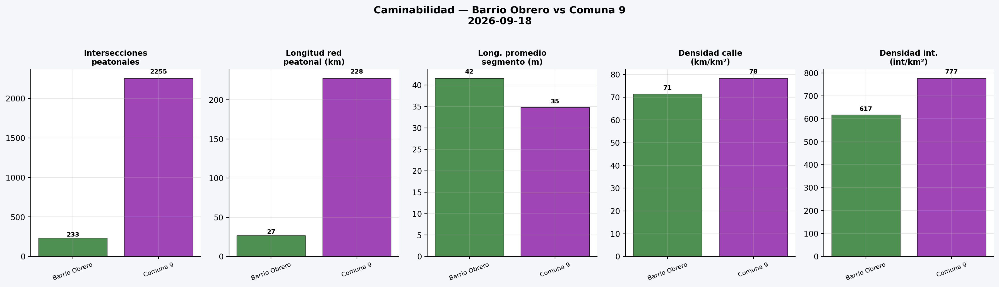 Caminabilidad — Barrio Obrero vs Comuna 9
2026-09-18
Intersecciones
peatonales
2255
233
2000
1500
1000
500
0
Barrio Obrero
Comuna 9
Longitud red
peatonal (km)
228
27
200
150
100
50
0
Barrio Obrero
Comuna 9
Long. promedio
segmento (m)
42
35
40
35
30
25
20
15
10
5
0
Barrio Obrero
Comuna 9
Densidad calle
(km/km²)
78
71
80
70
60
50
40
30
20
10
0
Barrio Obrero
Comuna 9
Densidad int.
(int/km²)
777
617
800
700
600
500
400
300
200
100
0
Barrio Obrero
Comuna 9